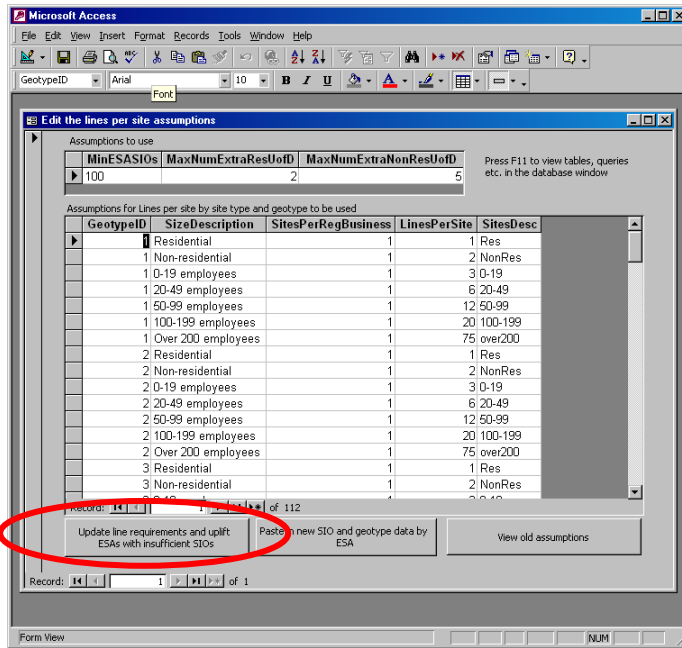 Microsoft Access
File Edit View Insert Format Records Tools Window Help
GeotypeID Arial 10 B I U A
Font
Edit the lines per site assumptions
Assumptions to use
MinESASIOs MaxNumExtraResUofD MaxNumExtraNonResUofD
100 2 5
Press F11 to view tables, queries
etc. in the database window
Assumptions for Lines per site by site type and geotype to be used
GeotypeID SizeDescription SitesPerRegBusiness LinesPerSite SitesDesc
1 Residential 1 1 Res
1 Non-residential 1 2 NonRes
1 0-19 employees 1 3 0-19
1 20-49 employees 1 6 20-49
1 50-99 employees 1 12 50-99
1 100-199 employees 1 20 100-199
1 Over 200 employees 1 75 over200
2 Residential 1 1 Res
2 Non-residential 1 2 NonRes
2 0-19 employees 1 3 0-19
2 20-49 employees 1 6 20-49
2 50-99 employees 1 12 50-99
2 100-199 employees 1 20 100-199
2 Over 200 employees 1 75 over200
3 Residential 1 1 Res
3 Non-residential 1 2 NonRes
Record: 1 of 112
Update line requirements and uplift
ESAs with insufficient SIOs
Paste in new SIO and geotype data by
ESA
View old assumptions
Record: 1 of 1
Form View NUM